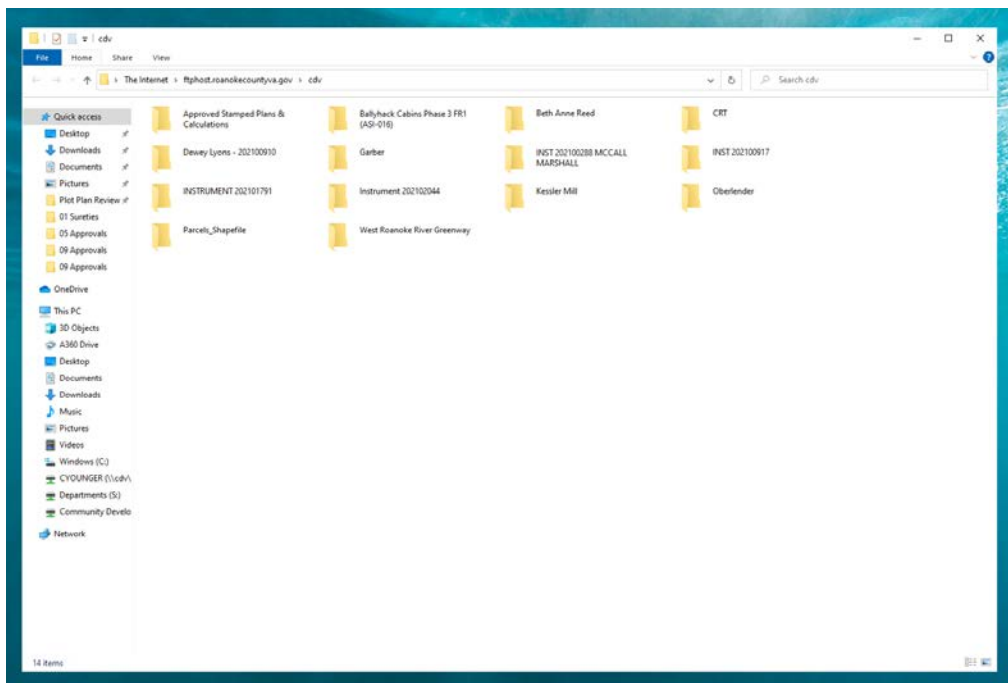 cdv
File Home Share View
The Internet › ftphost.roanokecountyva.gov › cdv
Search cdv
Quick access
Desktop
Downloads
Documents
Pictures
Plot Plan Review
01 Sureties
05 Approvals
09 Approvals
09 Approvals
OneDrive
This PC
3D Objects
A360 Drive
Desktop
Documents
Downloads
Music
Pictures
Videos
Windows (C:)
CYOUNGER (\\cdv\
Departments (S:)
Community Develo
Network
Approved Stamped Plans &
Calculations
Ballyhack Cabins Phase 3 FR1
(ASI-016)
Beth Anne Reed
CRT
Dewey Lyons - 202100910
Garber
INST 202100288 MCCALL
MARSHALL
INST 202100917
INSTRUMENT 202101791
Instrument 202102044
Kessler Mill
Oberlender
Parcels_Shapefile
West Roanoke River Greenway
14 items